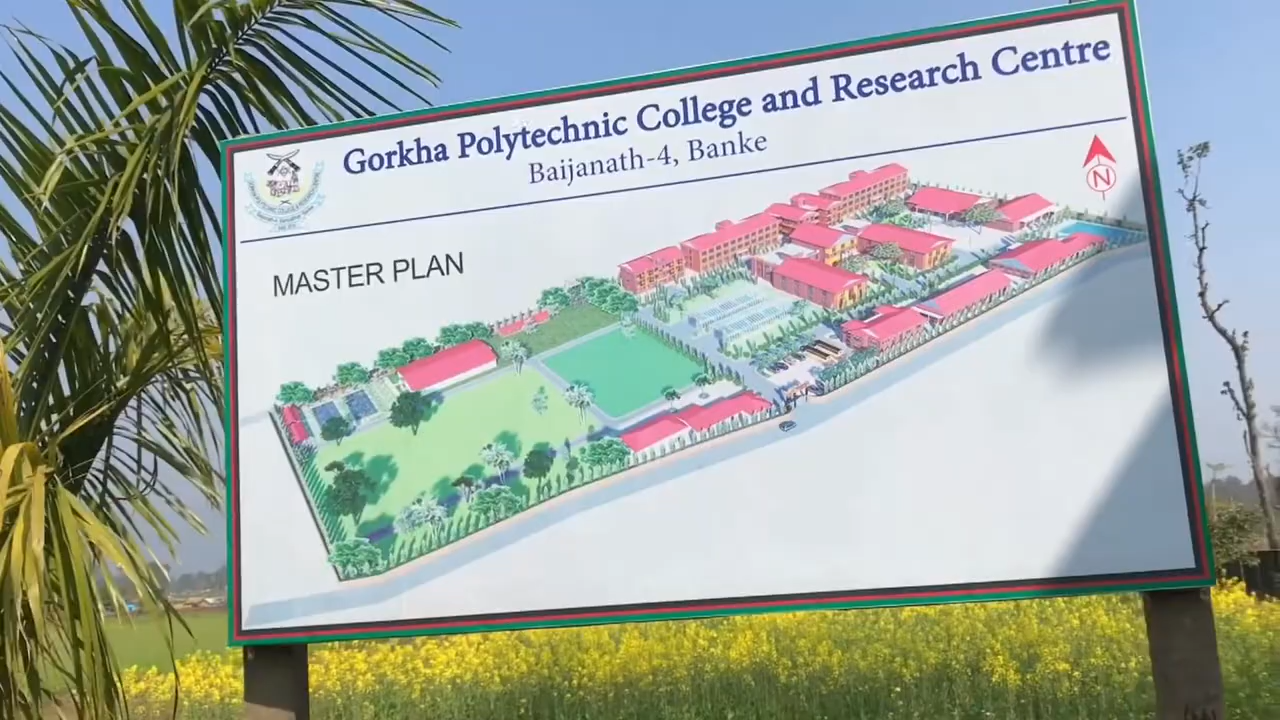 Gorkha Polytechnic College and Research Centre
Baijanath-4, Banke
MASTER PLAN
N